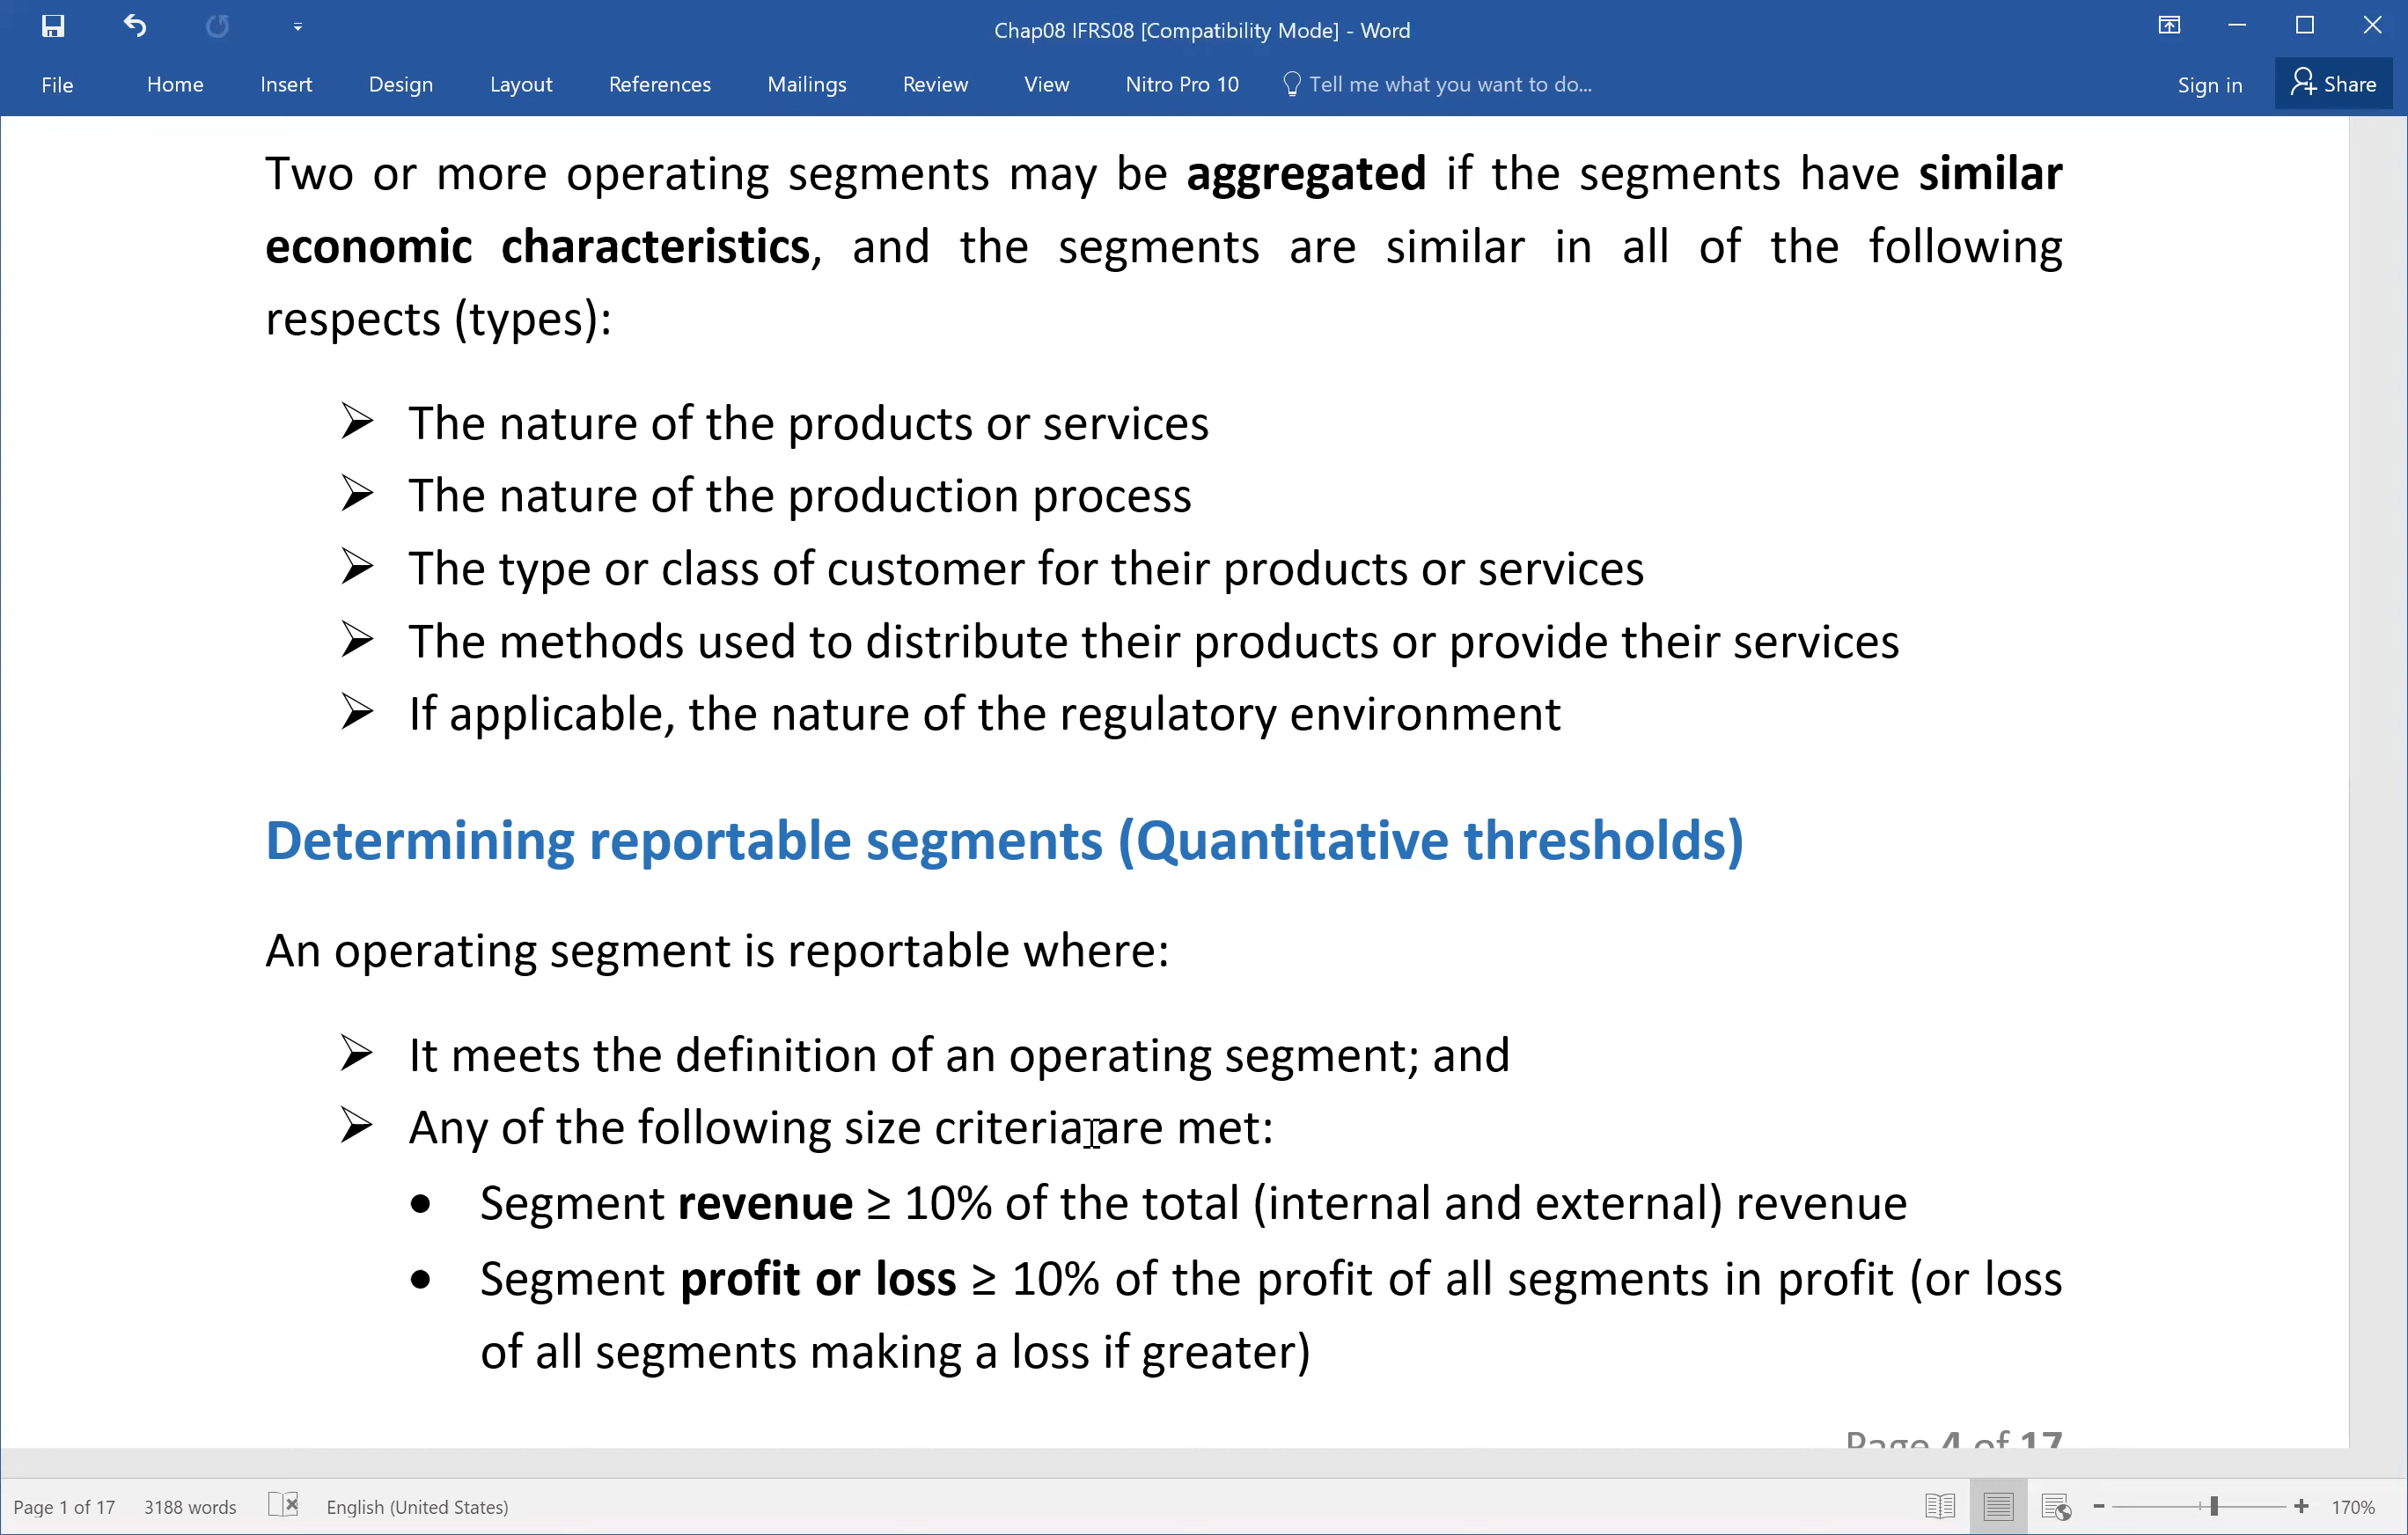 Chap08 IFRS08 [Compatibility Mode] - Word
File Home Insert Design Layout References Mailings Review View Nitro Pro 10 Tell me what you want to do... Sign in Share
Two or more operating segments may be aggregated if the segments have similar
economic characteristics, and the segments are similar in all of the following
respects (types):
➢ The nature of the products or services
➢ The nature of the production process
➢ The type or class of customer for their products or services
➢ The methods used to distribute their products or provide their services
➢ If applicable, the nature of the regulatory environment
Determining reportable segments (Quantitative thresholds)
An operating segment is reportable where:
➢ It meets the definition of an operating segment; and
➢ Any of the following size criteria are met:
• Segment revenue ≥ 10% of the total (internal and external) revenue
• Segment profit or loss ≥ 10% of the profit of all segments in profit (or loss
of all segments making a loss if greater)
Page 4 of 17
Page 1 of 17 3188 words English (United States) 170%